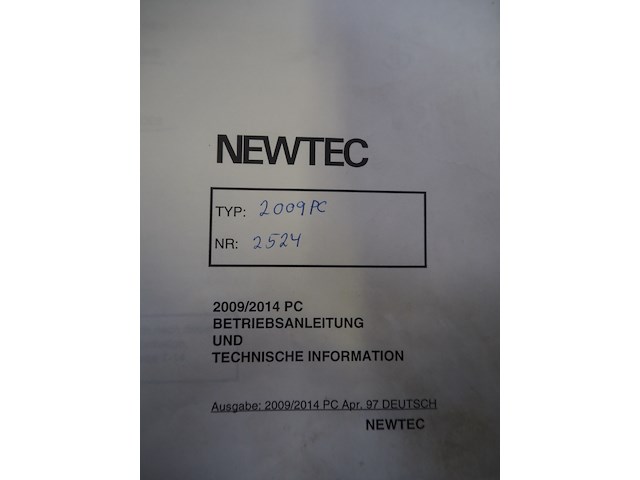 NEWTEC
TYP: 2009PC
NR: 2524
2009/2014 PC
BETRIEBSANLEITUNG
UND
TECHNISCHE INFORMATION
Ausgabe: 2009/2014 PC Apr. 97 DEUTSCH
NEWTEC